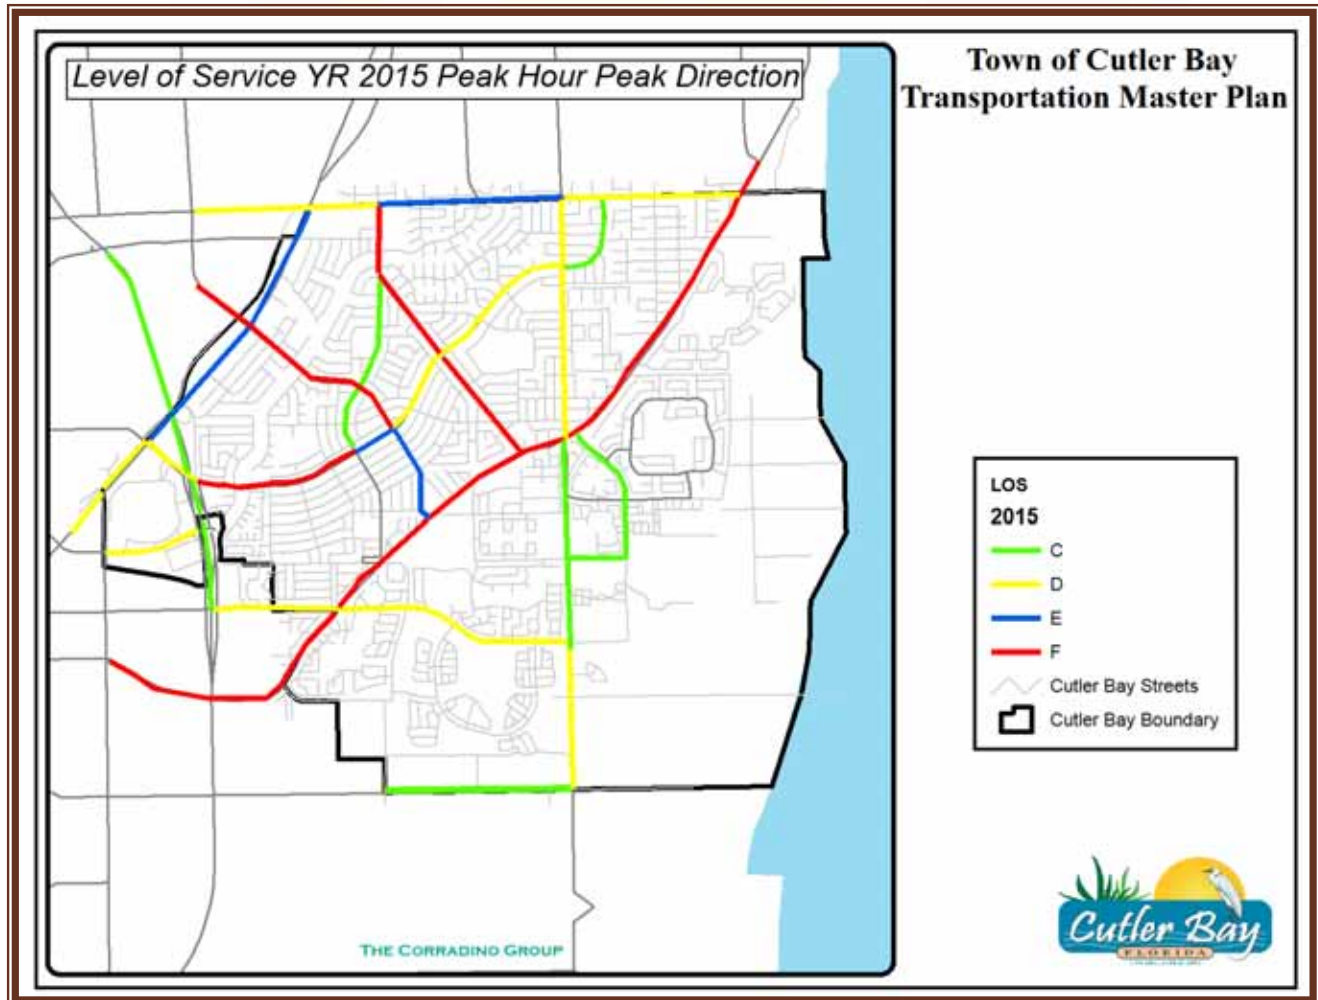 Level of Service YR 2015 Peak Hour Peak Direction
Town of Cutler Bay
Transportation Master Plan
LOS
2015
C
D
E
F
Cutler Bay Streets
Cutler Bay Boundary
THE CORRADINO GROUP
Cutler Bay
FLORIDA